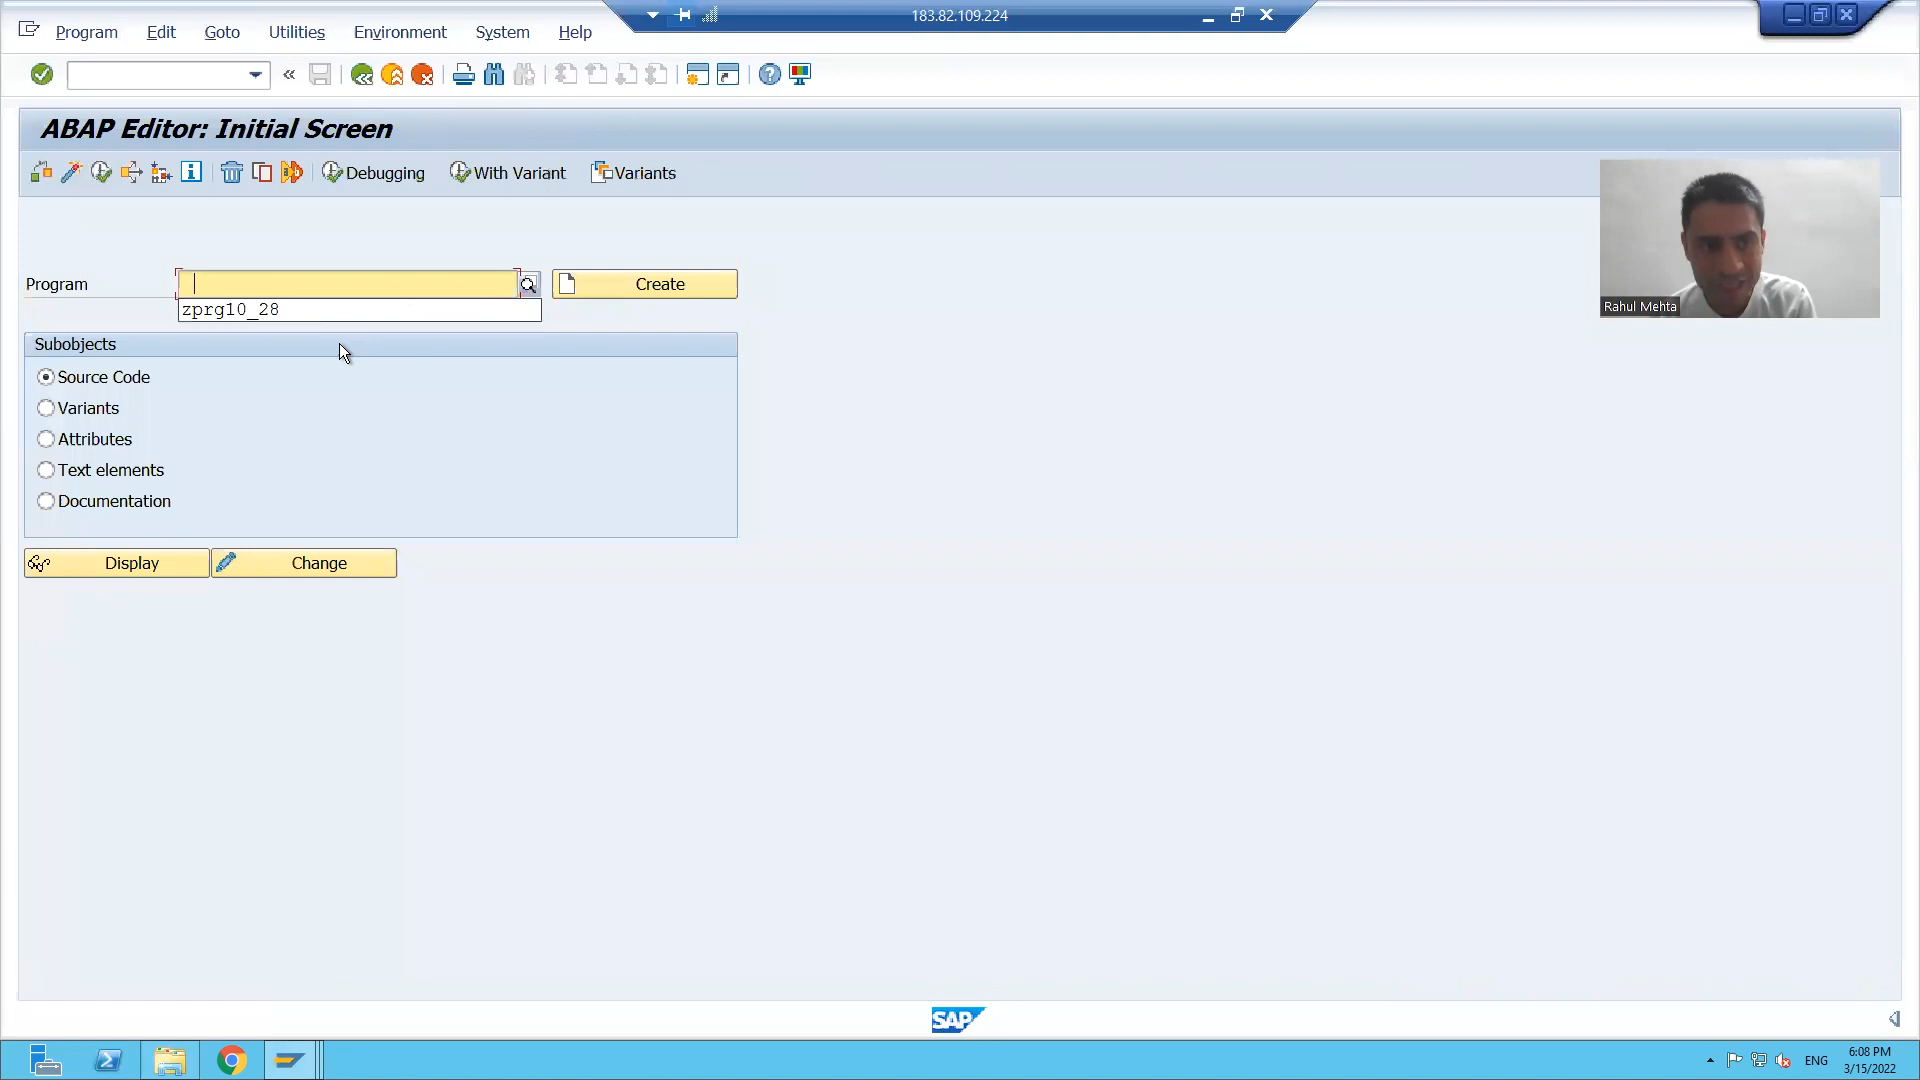 183.82.109.224
Program Edit Goto Utilities Environment System Help
ABAP Editor: Initial Screen
Debugging With Variant Variants
Program Create
zprg10_28
Subobjects
Source Code
Variants
Attributes
Text elements
Documentation
Display Change
Rahul Mehta
SAP
ENG
6:08 PM
3/15/2022